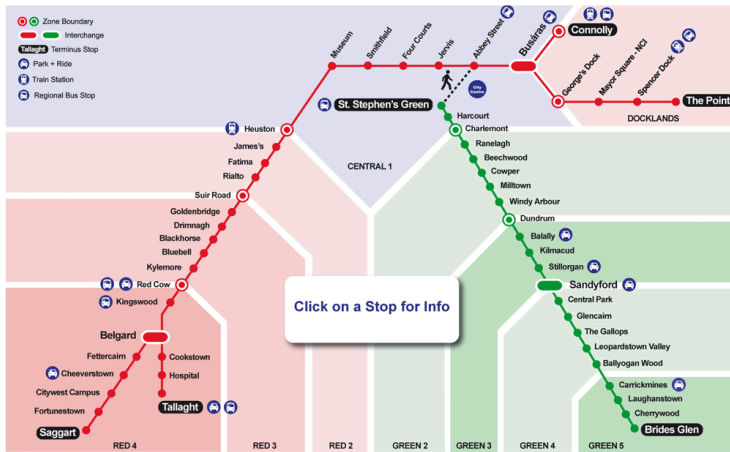 Zone Boundary
Interchange
Tallaght Terminus Stop
Park + Ride
Train Station
Regional Bus Stop
Museum
Smithfield
Four Courts
Jervis
Abbey Street
Busáras
Connolly
George's Dock
Mayor Square - NCI
Spencer Dock
The Point
DOCKLANDS
City
Centre
St. Stephen's Green
Harcourt
Charlemont
Ranelagh
Beechwood
Cowper
Milltown
Windy Arbour
Dundrum
Balally
Kilmacud
Stillorgan
Sandyford
Central Park
Glencairn
The Gallops
Leopardstown Valley
Ballyogan Wood
Carrickmines
Laughanstown
Cherrywood
Brides Glen
CENTRAL 1
Heuston
James's
Fatima
Rialto
Suir Road
Goldenbridge
Drimnagh
Blackhorse
Bluebell
Kylemore
Red Cow
Kingswood
Belgard
Fettercairn
Cheeverstown
Citywest Campus
Fortunestown
Saggart
Cookstown
Hospital
Tallaght
Click on a Stop for Info
RED 4
RED 3
RED 2
GREEN 2
GREEN 3
GREEN 4
GREEN 5